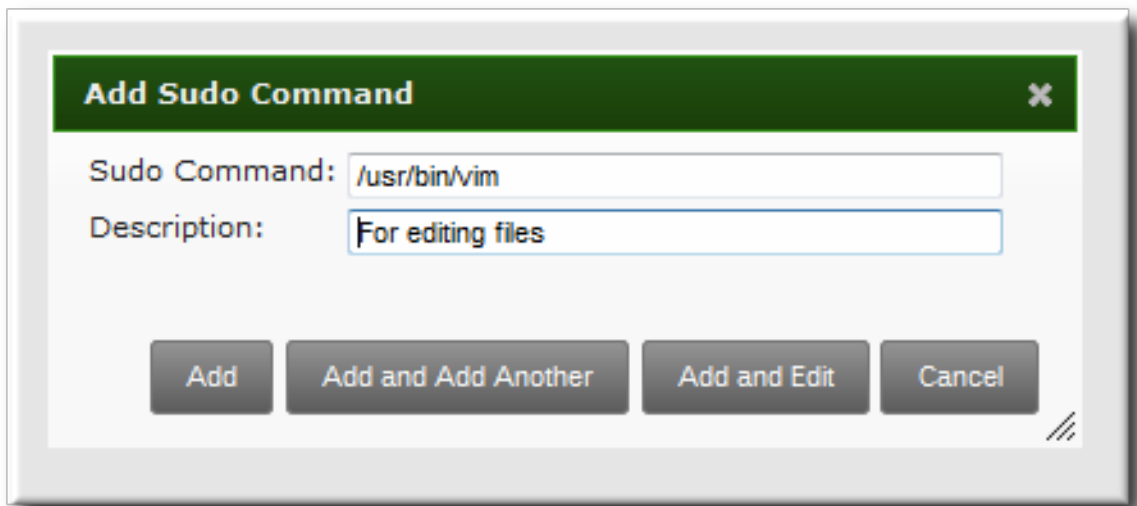 Add Sudo Command
Sudo Command: /usr/bin/vim
Description: For editing files
Add Add and Add Another Add and Edit Cancel